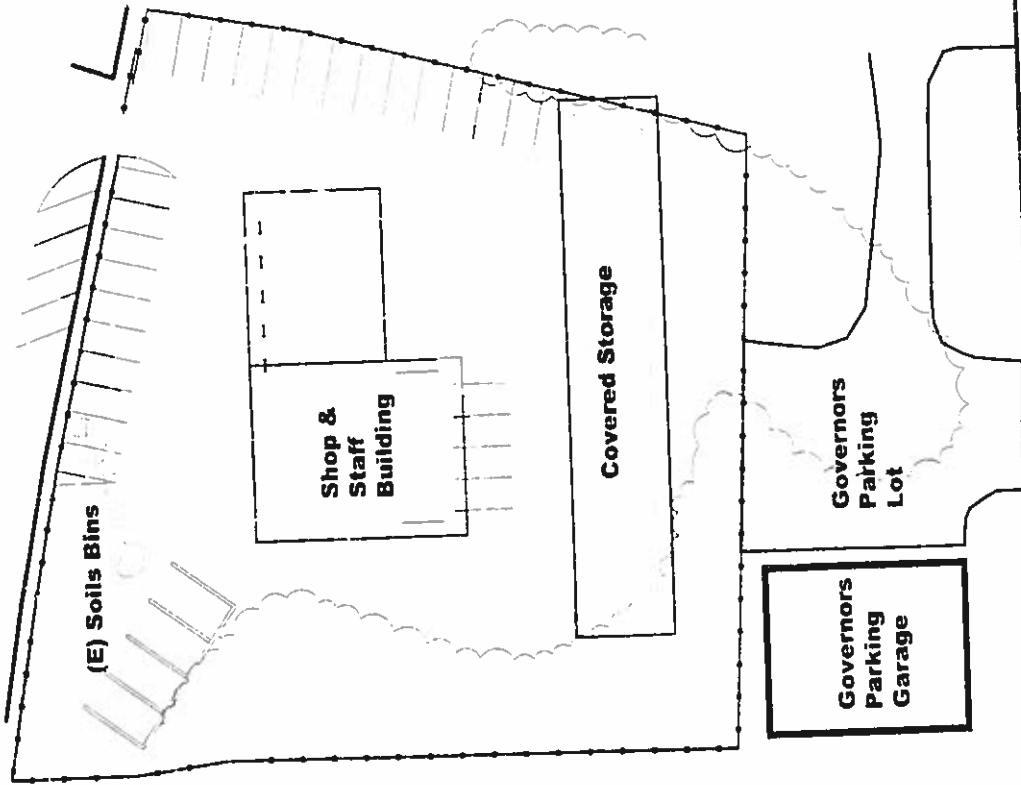 (E) Soils Bins
Shop &
Staff
Building
Covered Storage
Governors
Parking
Lot
Governors
Parking
Garage